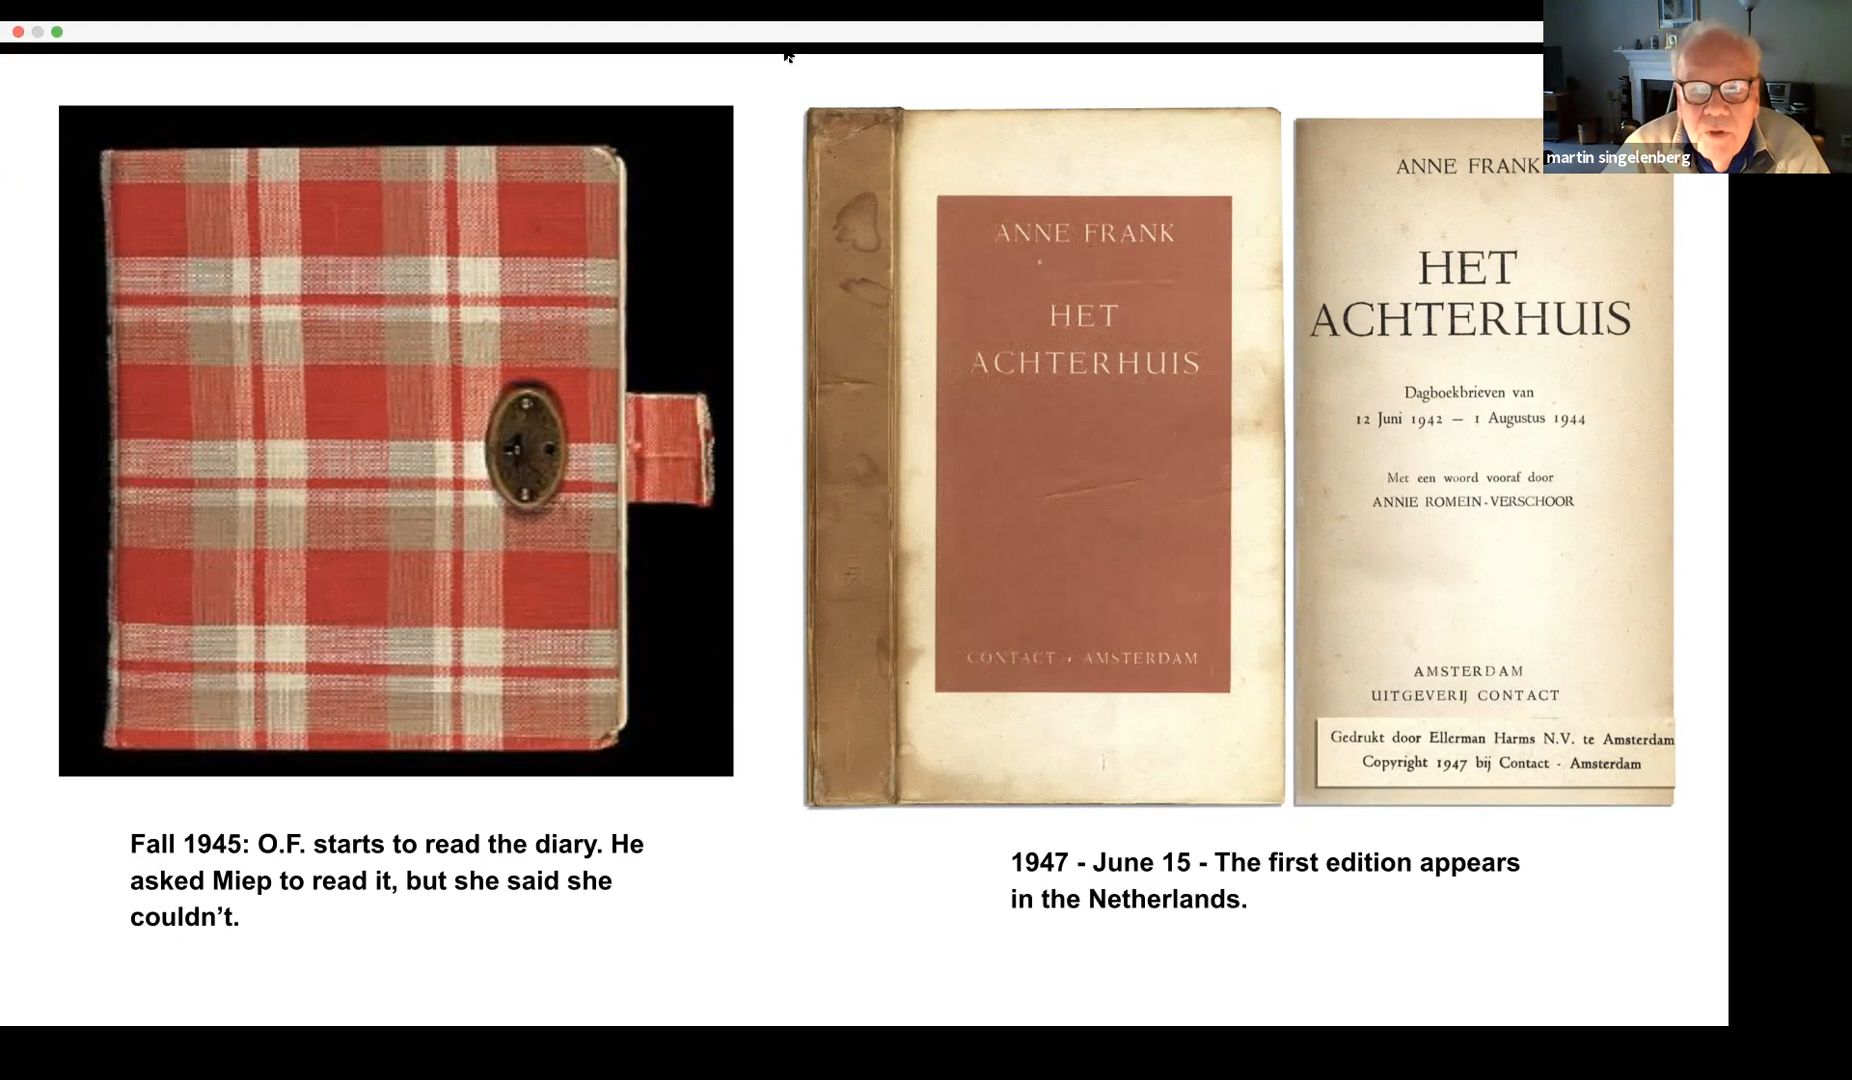 martin singelenberg
ANNE FRANK
HET
ACHTERHUIS
CONTACT · AMSTERDAM
ANNE FRANK
HET
ACHTERHUIS
Dagboekbrieven van
12 Juni 1942 — 1 Augustus 1944
Met een woord vooraf door
ANNIE ROMEIN-VERSCHOOR
AMSTERDAM
UITGEVERIJ CONTACT
Gedrukt door Ellerman Harms N.V. te Amsterdam
Copyright 1947 bij Contact - Amsterdam
Fall 1945: O.F. starts to read the diary. He
asked Miep to read it, but she said she
couldn’t.
1947 - June 15 - The first edition appears
in the Netherlands.